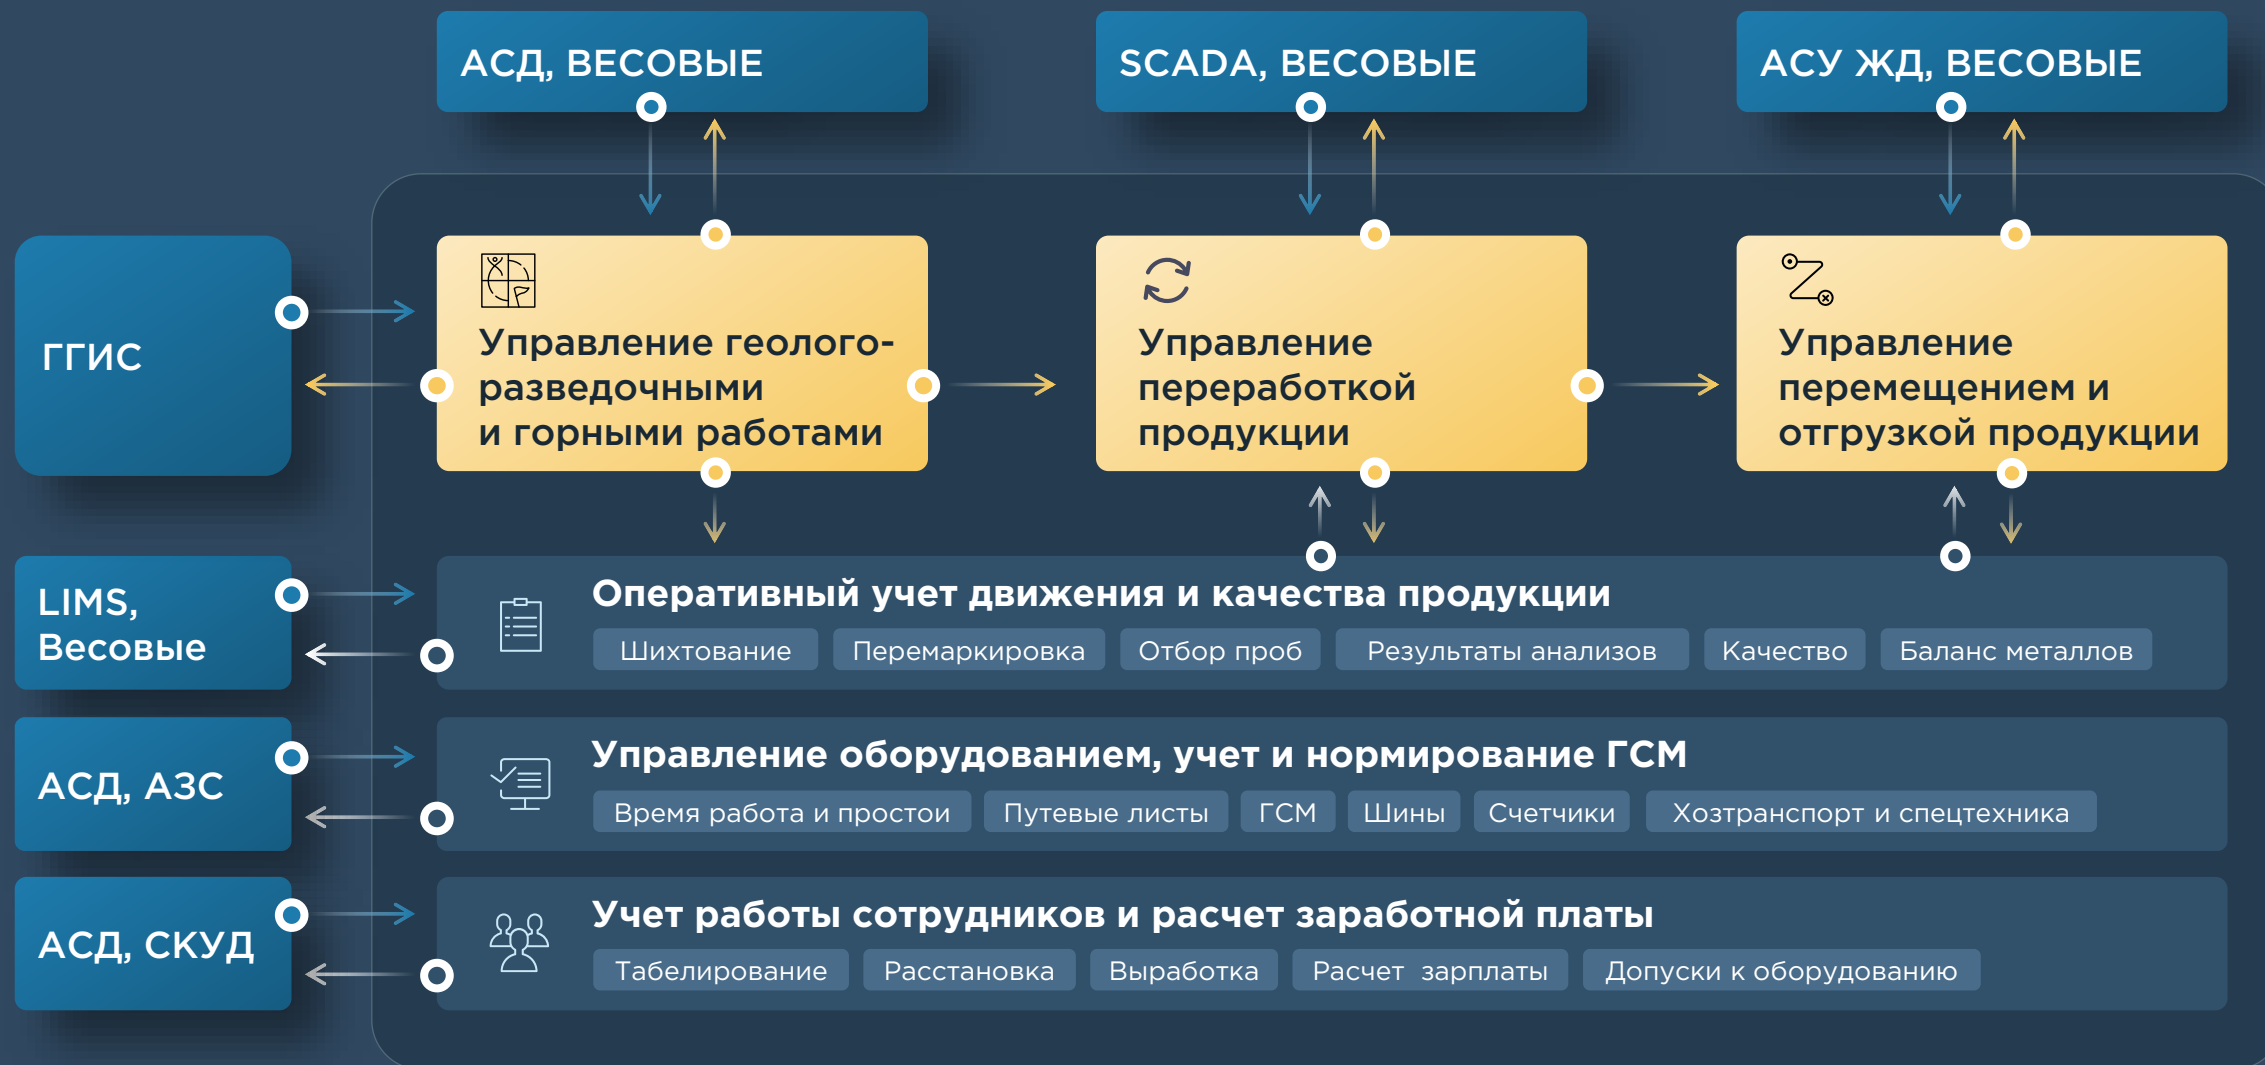 АСД, ВЕСОВЫЕ
SCADA, ВЕСОВЫЕ
АСУ ЖД, ВЕСОВЫЕ
ГГИС
Управление геолого-
разведочными
и горными работами
Управление
переработкой
продукции
Управление
перемещением и
отгрузкой продукции
LIMS,
Весовые
Оперативный учет движения и качества продукции
Шихтование
Перемаркировка
Отбор проб
Результаты анализов
Качество
Баланс металлов
АСД, АЗС
Управление оборудованием, учет и нормирование ГСМ
Время работа и простои
Путевые листы
ГСМ
Шины
Счетчики
Хозтранспорт и спецтехника
АСД, СКУД
Учет работы сотрудников и расчет заработной платы
Табелирование
Расстановка
Выработка
Расчет зарплаты
Допуски к оборудованию